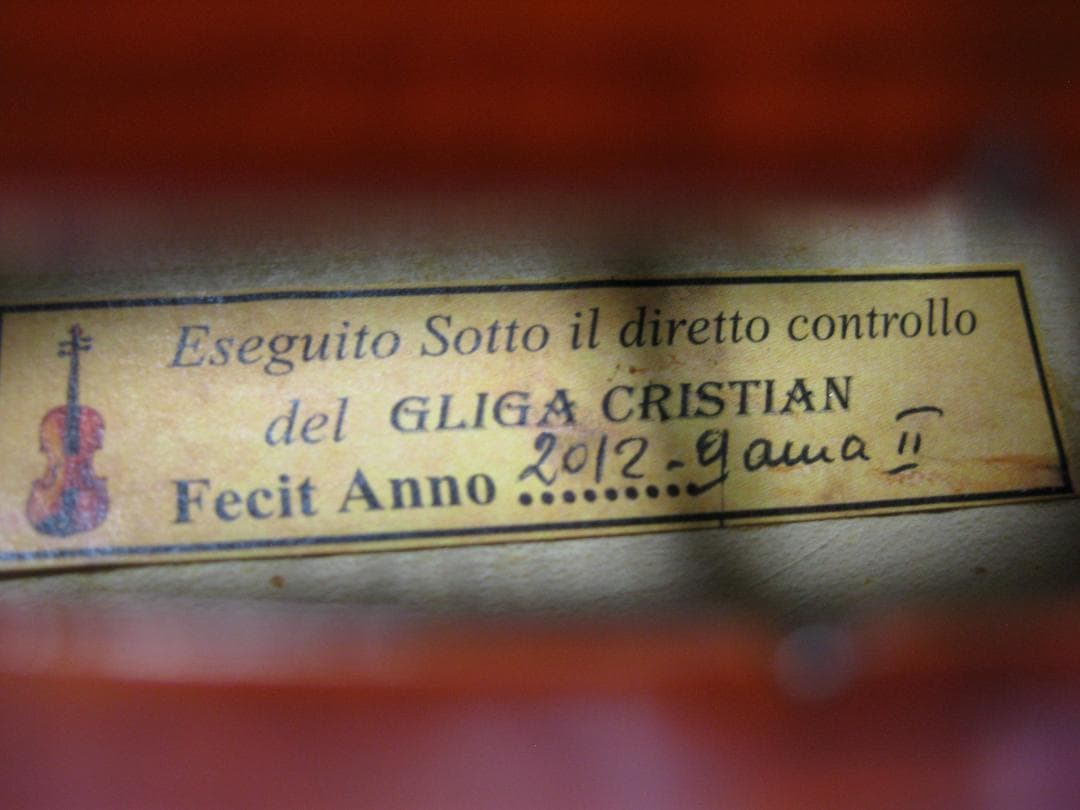 Eseguito Sotto il diretto controllo
del GLIGA CRISTIAN
Fecit Anno ......... 2012. gama II